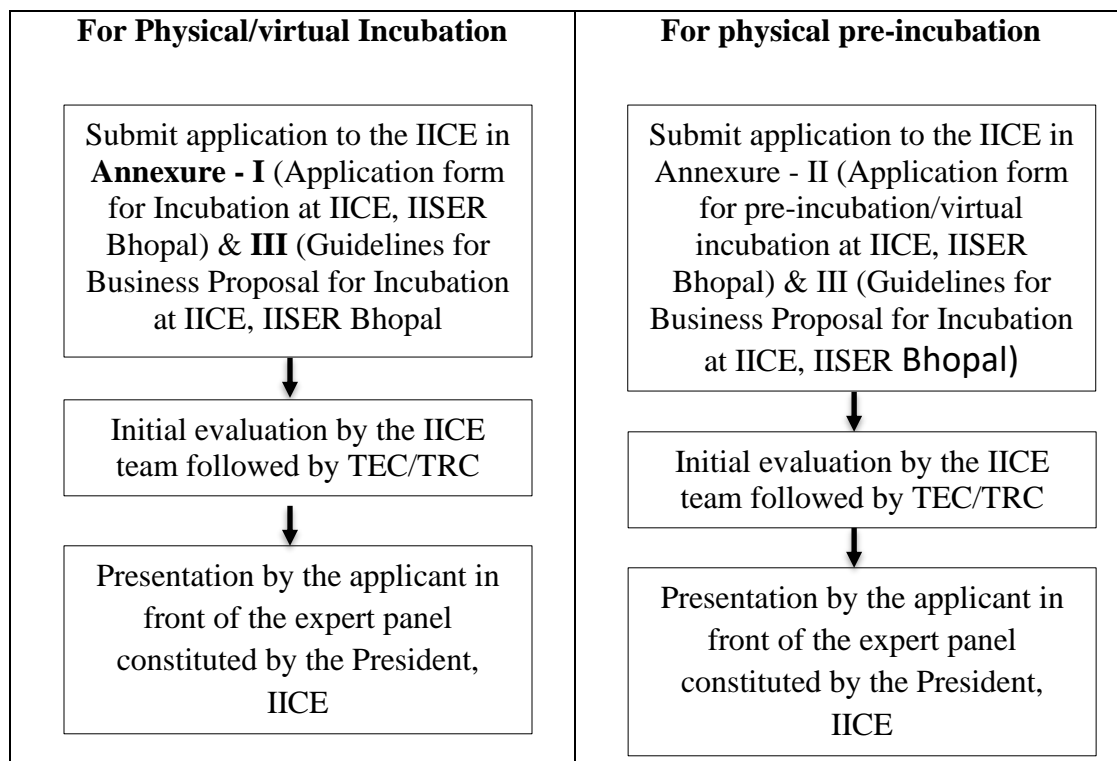 For Physical/virtual Incubation
Submit application to the IICE in
Annexure - I (Application form
for Incubation at IICE, IISER
Bhopal) & III (Guidelines for
Business Proposal for Incubation
at IICE, IISER Bhopal
Initial evaluation by the IICE
team followed by TEC/TRC
Presentation by the applicant in
front of the expert panel
constituted by the President,
IICE
For physical pre-incubation
Submit application to the IICE in
Annexure - II (Application form
for pre-incubation/virtual
incubation at IICE, IISER
Bhopal) & III (Guidelines for
Business Proposal for Incubation
at IICE, IISER Bhopal)
Initial evaluation by the IICE
team followed by TEC/TRC
Presentation by the applicant in
front of the expert panel
constituted by the President,
IICE